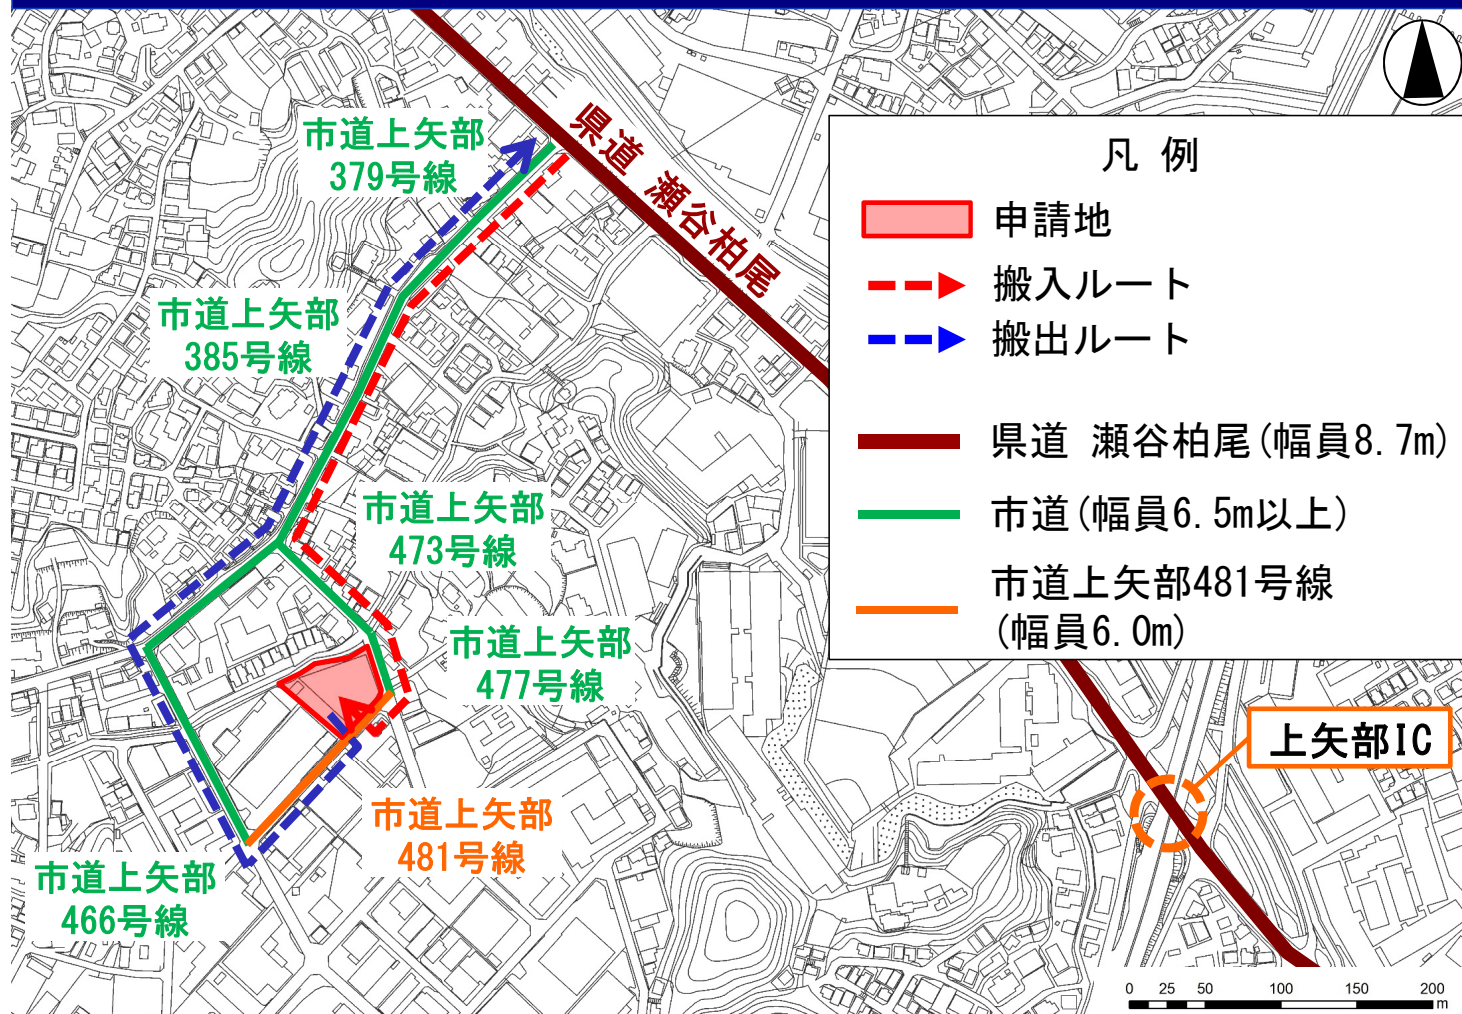 市道上矢部
379号線
県道 瀬谷柏尾
凡 例
申請地
搬入ルート
搬出ルート
県道 瀬谷柏尾(幅員8.7m)
市道(幅員6.5m以上)
市道上矢部481号線
(幅員6.0m)
市道上矢部
385号線
市道上矢部
473号線
市道上矢部
477号線
上矢部IC
市道上矢部
481号線
市道上矢部
466号線
0 25 50 100 150 200
m